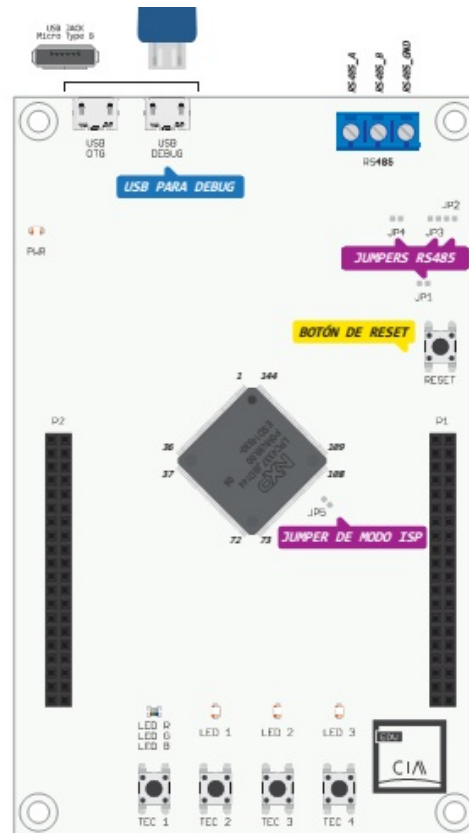 USB JACK
Micro Type B
RS485_A
RS485_B
RS485_GND
USB
OTG
USB
DEBUG
RS485
USB PARA DEBUG
JP2
JP4
JP3
PWR
JUMPERS RS485
JP1
BOTÓN DE RESET
RESET
1
144
P2
P1
36
109
37
108
NXP
JP5
72
73
JUMPER DE MODO ISP
LED R
LED G
LED B
LED 1
LED 2
LED 3
EDU
CIAA
TEC 1
TEC 2
TEC 3
TEC 4